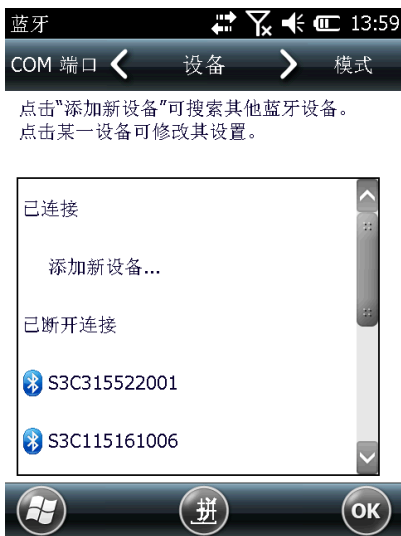 蓝牙 13:59
COM 端口 设备 模式
点击“添加新设备”可搜索其他蓝牙设备。
点击某一设备可修改其设置。
已连接
添加新设备...
已断开连接
S3C315522001
S3C115161006
拼 OK